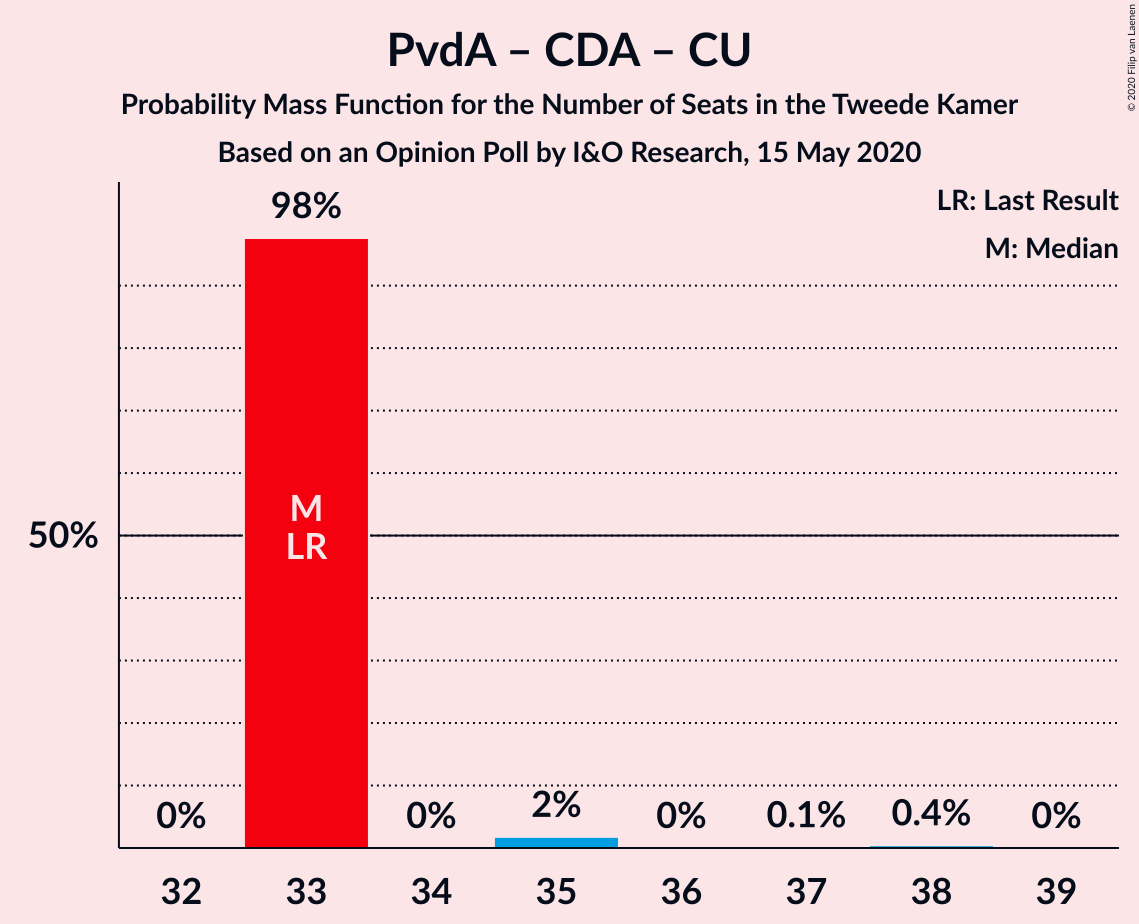 PvdA – CDA – CU
Probability Mass Function for the Number of Seats in the Tweede Kamer
Based on an Opinion Poll by I&O Research, 15 May 2020
© 2020 Filip van Laenen
LR: Last Result
M: Median
98%
M
LR
50%
0%
0%
2%
0%
0.1%
0.4%
0%
32
33
34
35
36
37
38
39